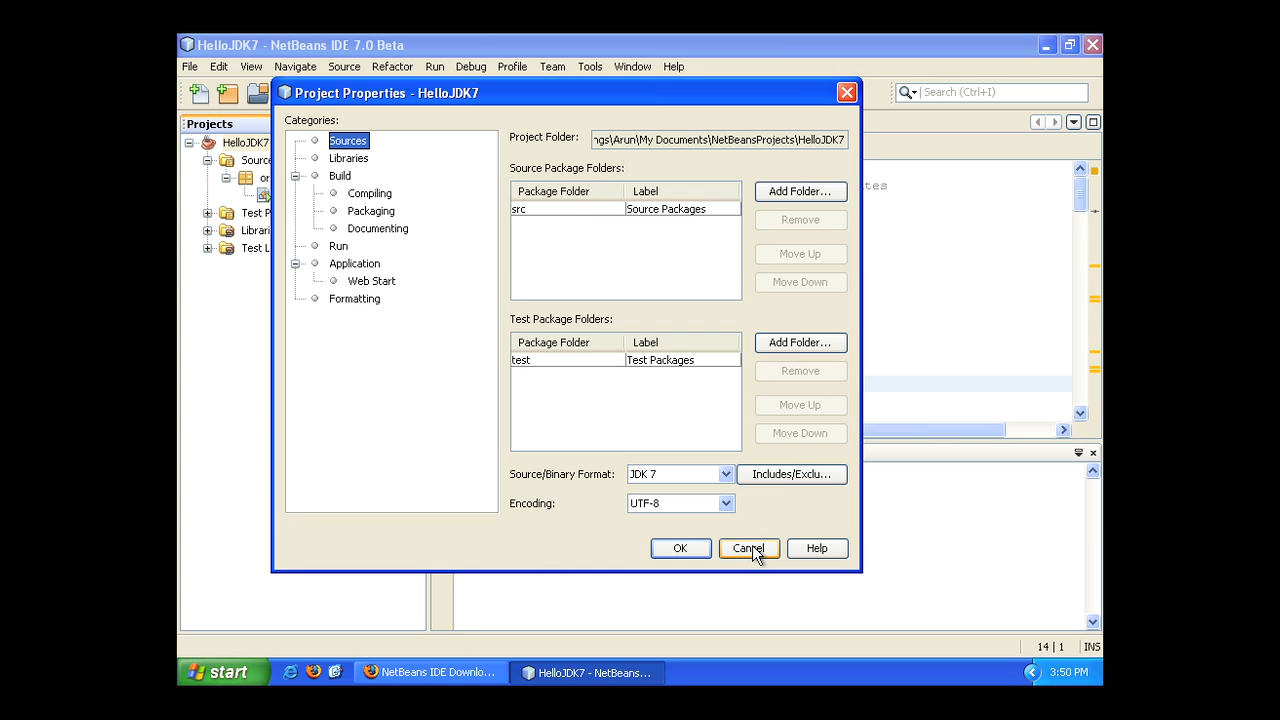 HelloJDK7 - NetBeans IDE 7.0 Beta
File Edit View Navigate Source Refactor Run Debug Profile Team Tools Window Help
Search (Ctrl+I)
Project Properties - HelloJDK7
Projects
HelloJDK7
Source
or
Test P
Librari
Test L
Categories:
Sources
Libraries
Build
Compiling
Packaging
Documenting
Run
Application
Web Start
Formatting
Project Folder: ngs\Arun\My Documents\NetBeansProjects\HelloJDK7
Source Package Folders:
Package Folder Label
src Source Packages
Add Folder...
Remove
Move Up
Move Down
Test Package Folders:
Package Folder Label
test Test Packages
Add Folder...
Remove
Move Up
Move Down
Source/Binary Format: JDK 7 Includes/Exclu...
Encoding: UTF-8
OK Cancel Help
14 | 1 INS
start NetBeans IDE Downlo... HelloJDK7 - NetBeans... 3:50 PM